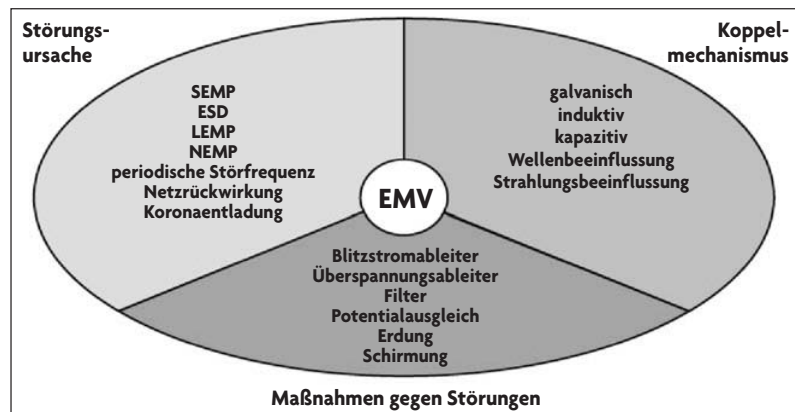 Störungs-
ursache
SEMP
ESD
LEMP
NEMP
periodische Störfrequenz
Netzrückwirkung
Koronaentladung
Koppel-
mechanismus
galvanisch
induktiv
kapazitiv
Wellenbeeinflussung
Strahlungsbeeinflussung
EMV
Blitzstromableiter
Überspannungsableiter
Filter
Potentialausgleich
Erdung
Schirmung
Maßnahmen gegen Störungen